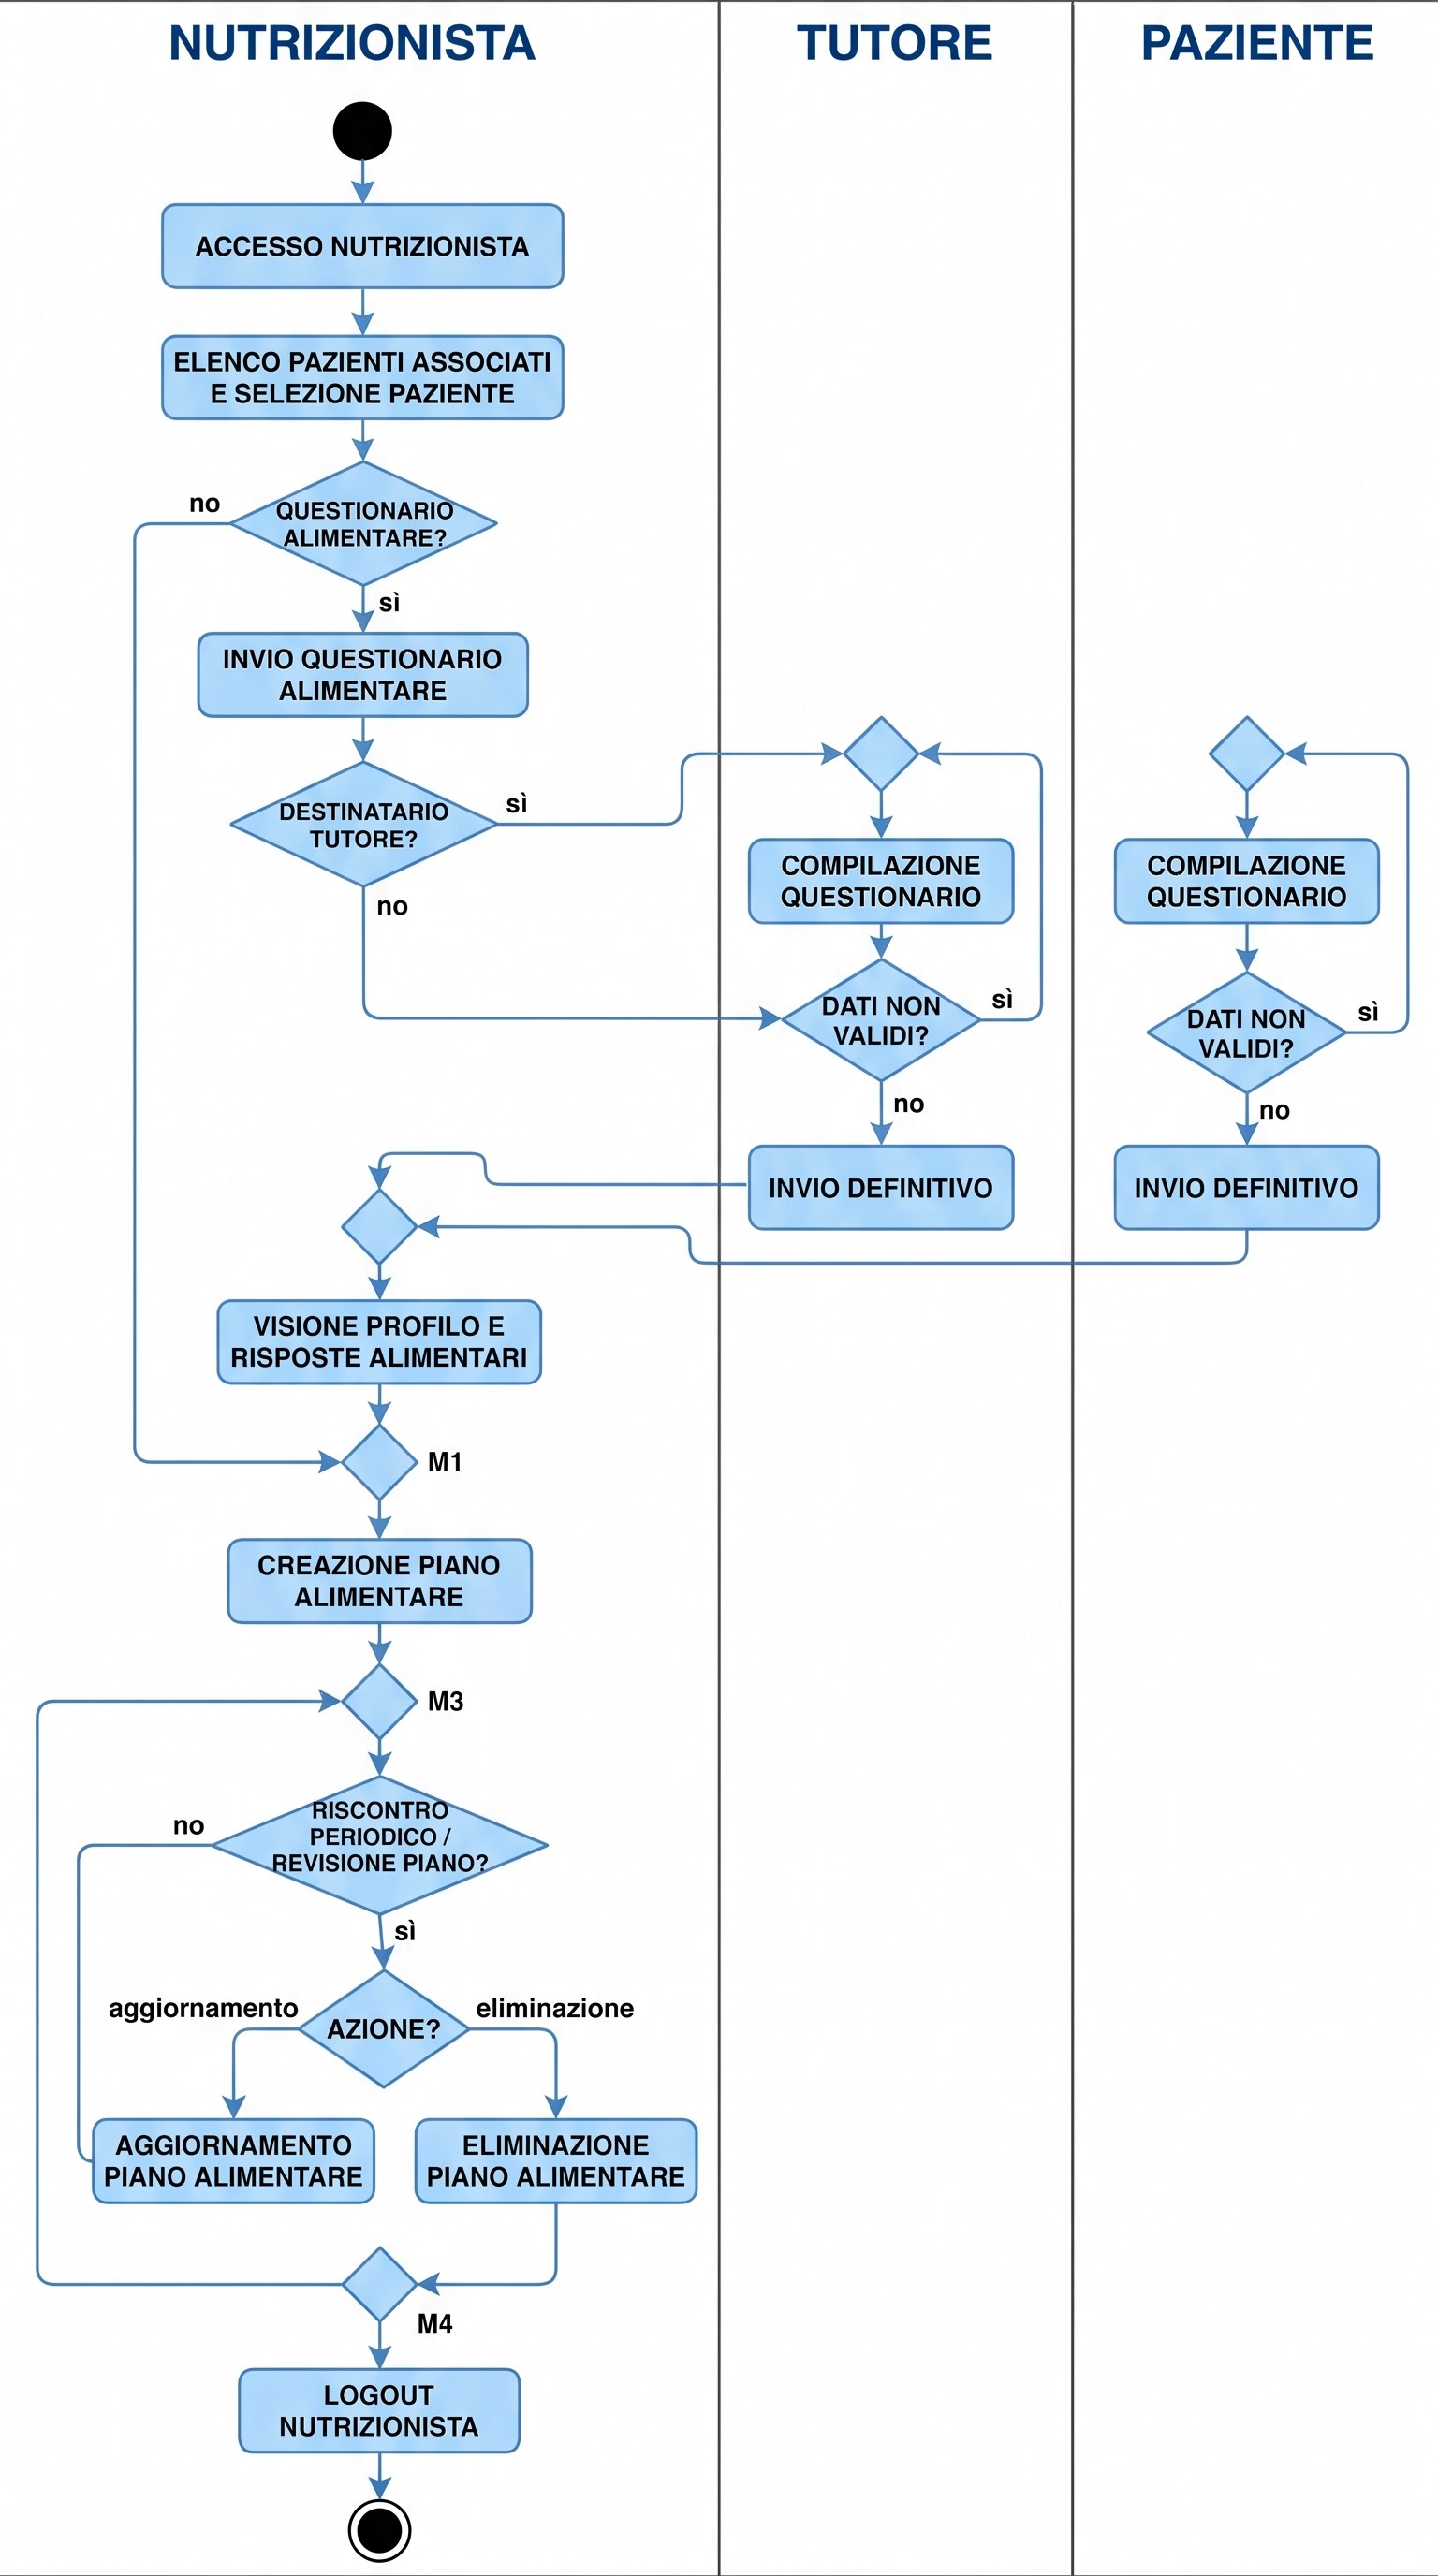 NUTRIZIONISTA
TUTORE
PAZIENTE
ACCESSO NUTRIZIONISTA
ELENCO PAZIENTI ASSOCIATI
E SELEZIONE PAZIENTE
no
QUESTIONARIO
ALIMENTARE?
sì
INVIO QUESTIONARIO
ALIMENTARE
DESTINATARIO
TUTORE?
sì
no
COMPILAZIONE
QUESTIONARIO
DATI NON
VALIDI?
sì
no
INVIO DEFINITIVO
COMPILAZIONE
QUESTIONARIO
DATI NON
VALIDI?
sì
no
INVIO DEFINITIVO
VISIONE PROFILO E
RISPOSTE ALIMENTARI
M1
CREAZIONE PIANO
ALIMENTARE
M3
no
RISCONTRO
PERIODICO /
REVISIONE PIANO?
sì
aggiornamento
AZIONE?
eliminazione
AGGIORNAMENTO
PIANO ALIMENTARE
ELIMINAZIONE
PIANO ALIMENTARE
M4
LOGOUT
NUTRIZIONISTA